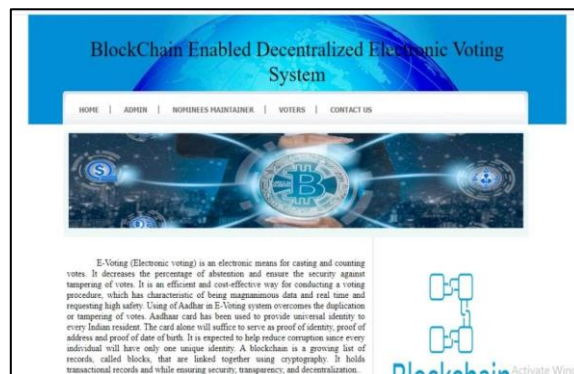 BlockChain Enabled Decentralized Electronic Voting
System
HOME | ADMIN | NOMINEES MAINTAINER | VOTERS | CONTACT US
E-Voting (Electronic voting) is an electronic means for casting and counting
votes. It decreases the percentage of abstention and ensure the security against
tampering of votes. It is an efficient and cost-effective way for conducting a voting
procedure, which has characteristic of being magnanimous data and real time and
requesting high safety. Using of Aadhar in E-Voting system overcomes the duplication
or tampering of votes. Aadhaar card has been used to provide universal identity to
every Indian resident. The card alone will suffice to serve as proof of identity, proof of
address and proof of date of birth. It is expected to help reduce corruption since every
individual will have only one unique identity. A blockchain is a growing list of
records, called blocks, that are linked together using cryptography. It holds
transactional records and while ensuring security, transparency, and decentralization..
Blockchain
Activate Wind